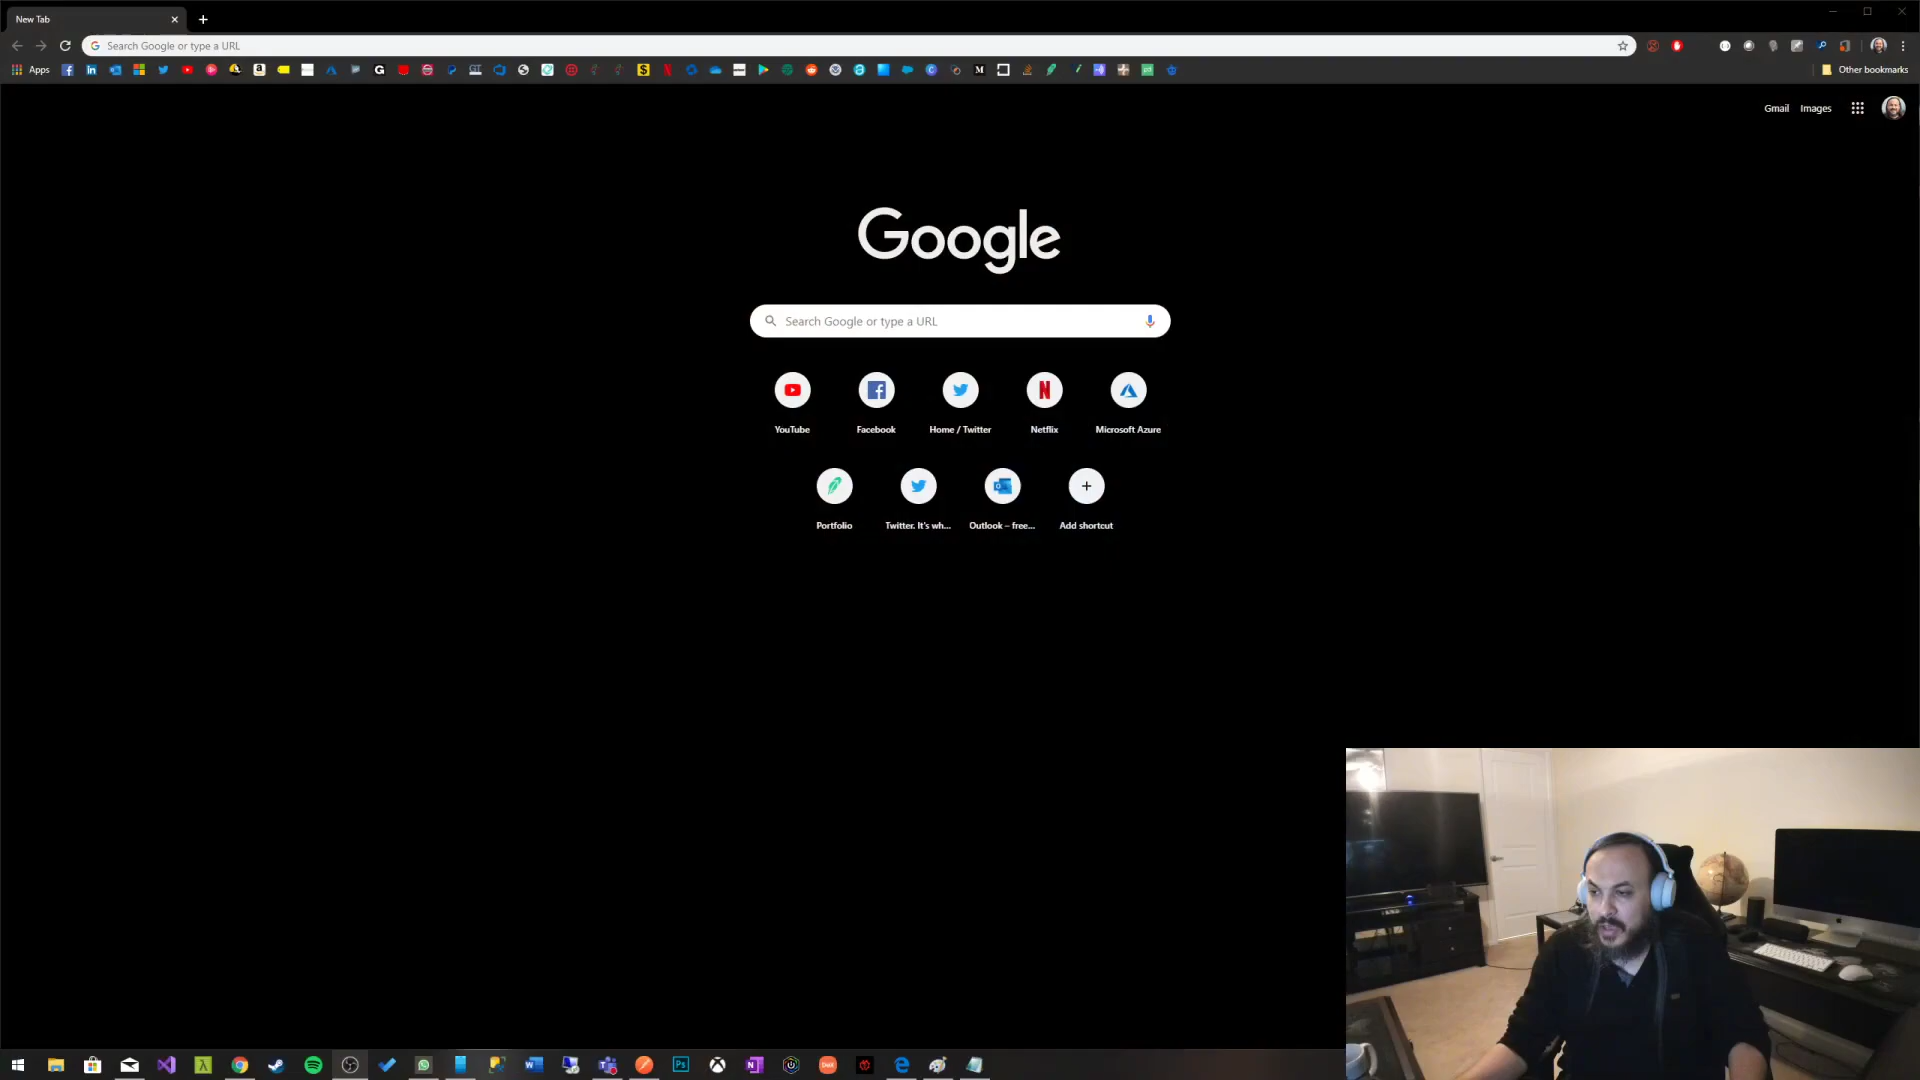 New Tab
Search Google or type a URL
Apps
Other bookmarks
Gmail Images
Google
Search Google or type a URL
YouTube Facebook Home / Twitter Netflix Microsoft Azure
Portfolio Twitter. It's wh... Outlook – free... Add shortcut